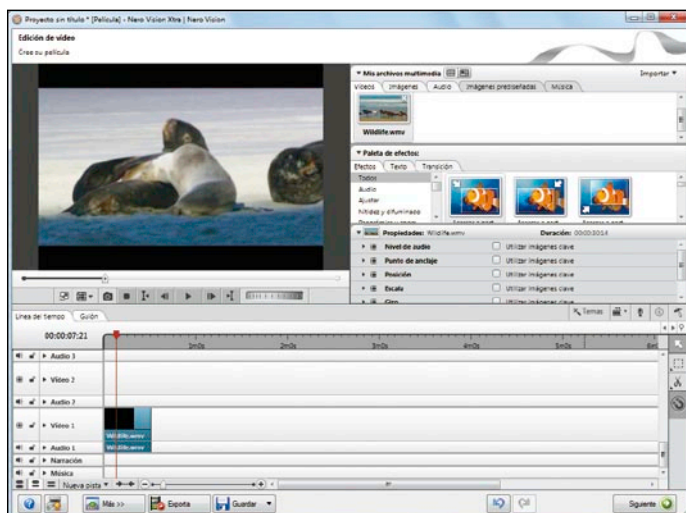 Proyecto sin título * [Película] - Nero Vision Xtra | Nero Vision
Edición de vídeo
Cree su película
Mis archivos multimedia
Importar
Vídeos Imágenes Audio Imágenes prediseñadas Música
Wildlife.wmv
Paleta de efectos:
Efectos Texto Transición
Todos
Audio
Ajustar
Nitidez y difuminado
Propiedades: Wildlife.wmv Duración:
Nivel de audio Utilizar imágenes clave
Punto de anclaje Utilizar imágenes clave
Posición Utilizar imágenes clave
Escala Utilizar imágenes clave
Giro Utilizar imágenes clave
Línea de tiempo Guión
Temas
00:00:07:21
1m0s 2m0s 3m0s 4m0s 5m0s
Audio 3
Vídeo 2
Audio 2
Vídeo 1
Wildlife.wmv
Audio 1
Wildlife.wmv
Narración
Música
Nueva pista
Más >>
Exporta
Guardar
Siguiente